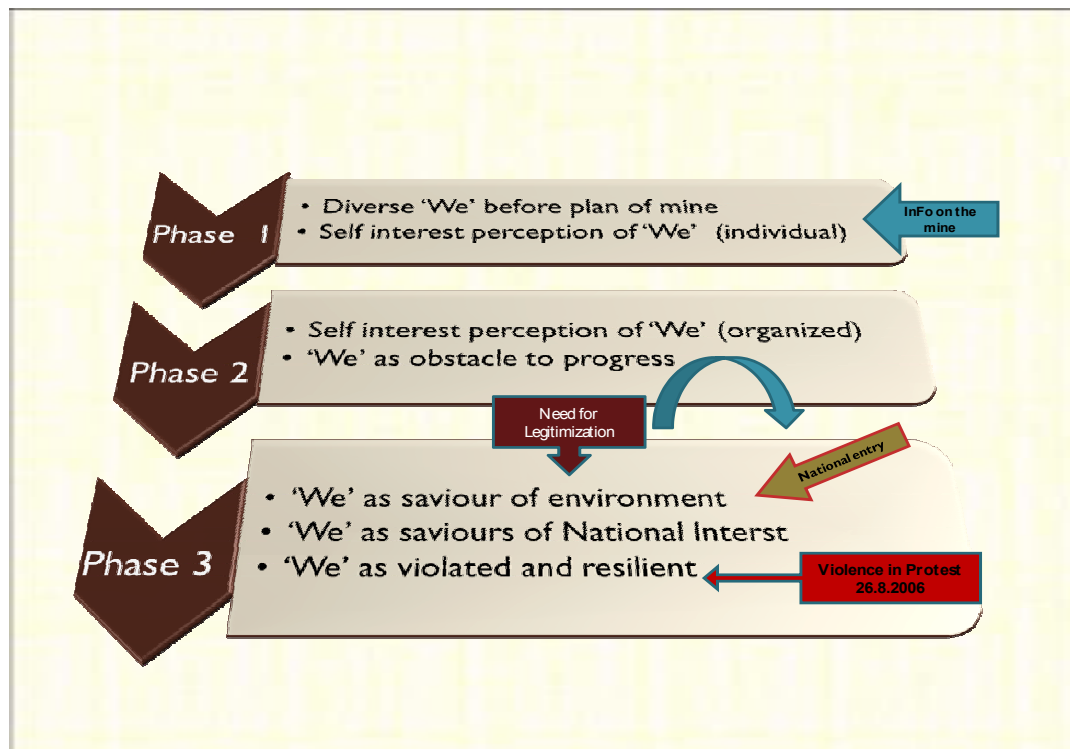 Phase 1
• Diverse 'We' before plan of mine
• Self interest perception of 'We' (individual)
InFo on the
mine
Phase 2
• Self interest perception of 'We' (organized)
• 'We' as obstacle to progress
Need for
Legitimization
National entry
Phase 3
• 'We' as saviour of environment
• 'We' as saviours of National Interst
• 'We' as violated and resilient
Violence in Protest
26.8.2006